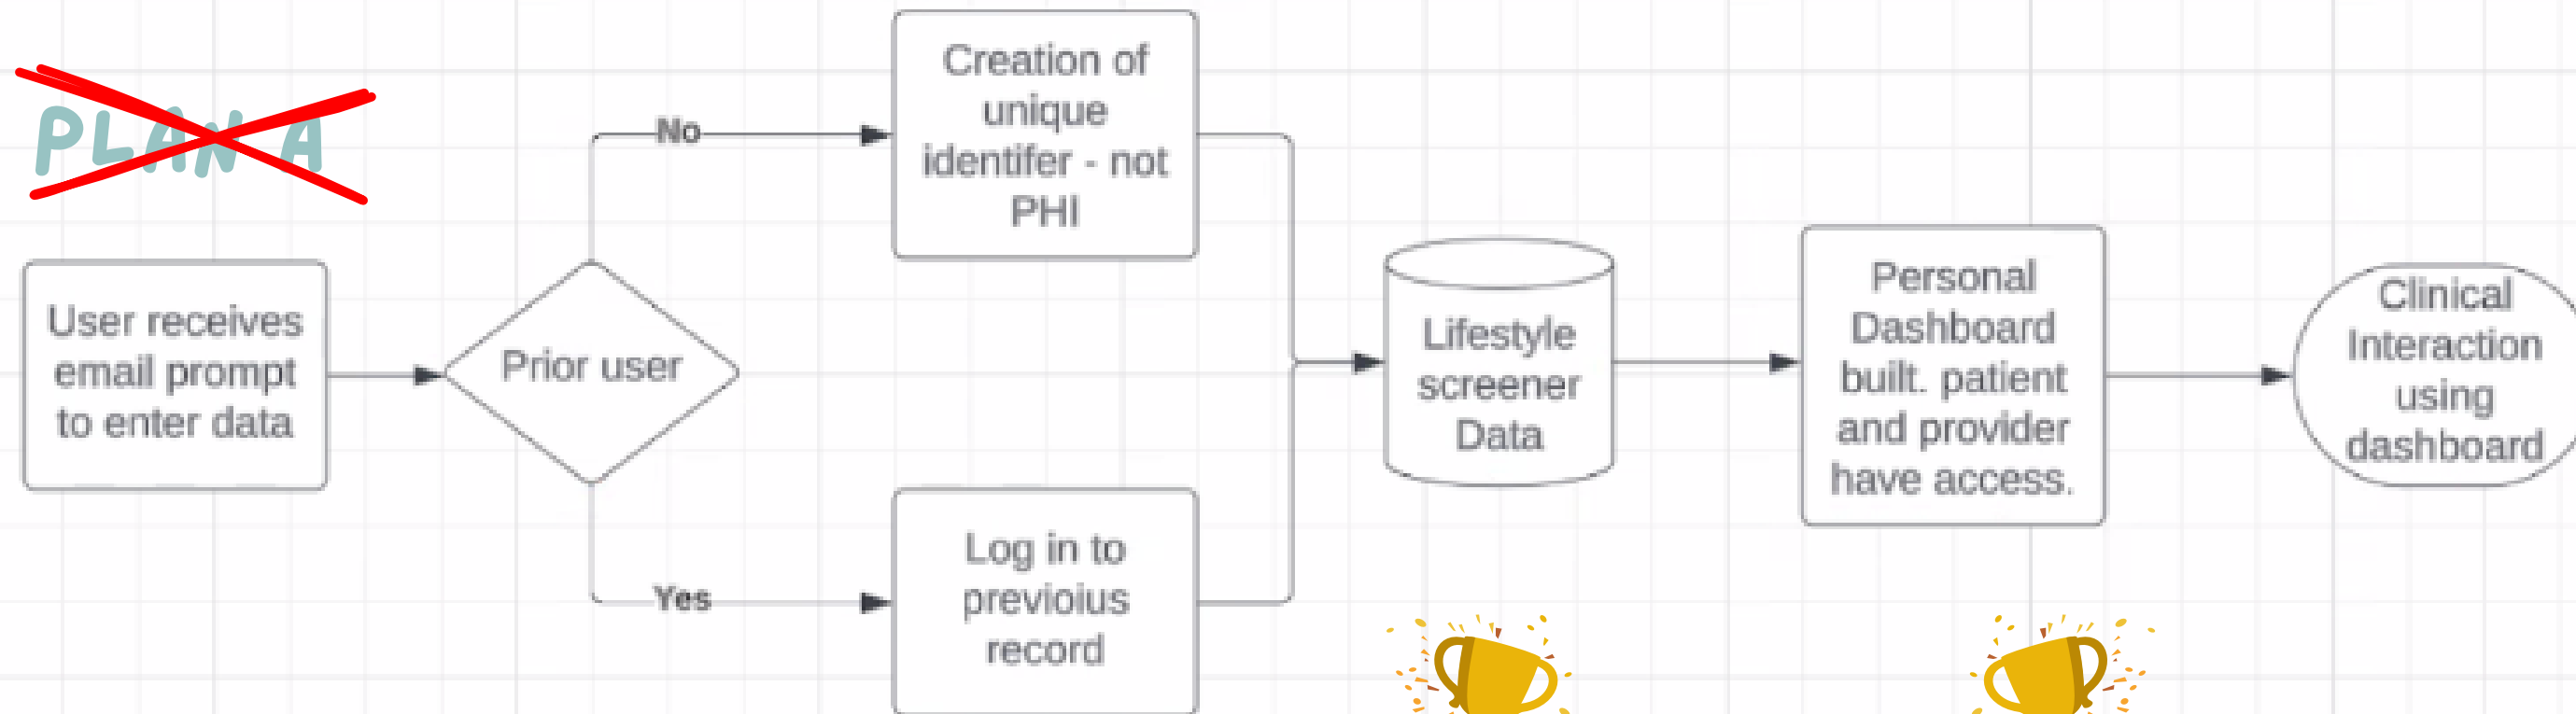 PLAN A
User receives
email prompt
to enter data
Prior user
No
Yes
Creation of
unique
identifer - not
PHI
Log in to
previoius
record
Lifestyle
screener
Data
Personal
Dashboard
built. patient
and provider
have access.
Clinical
Interaction
using
dashboard